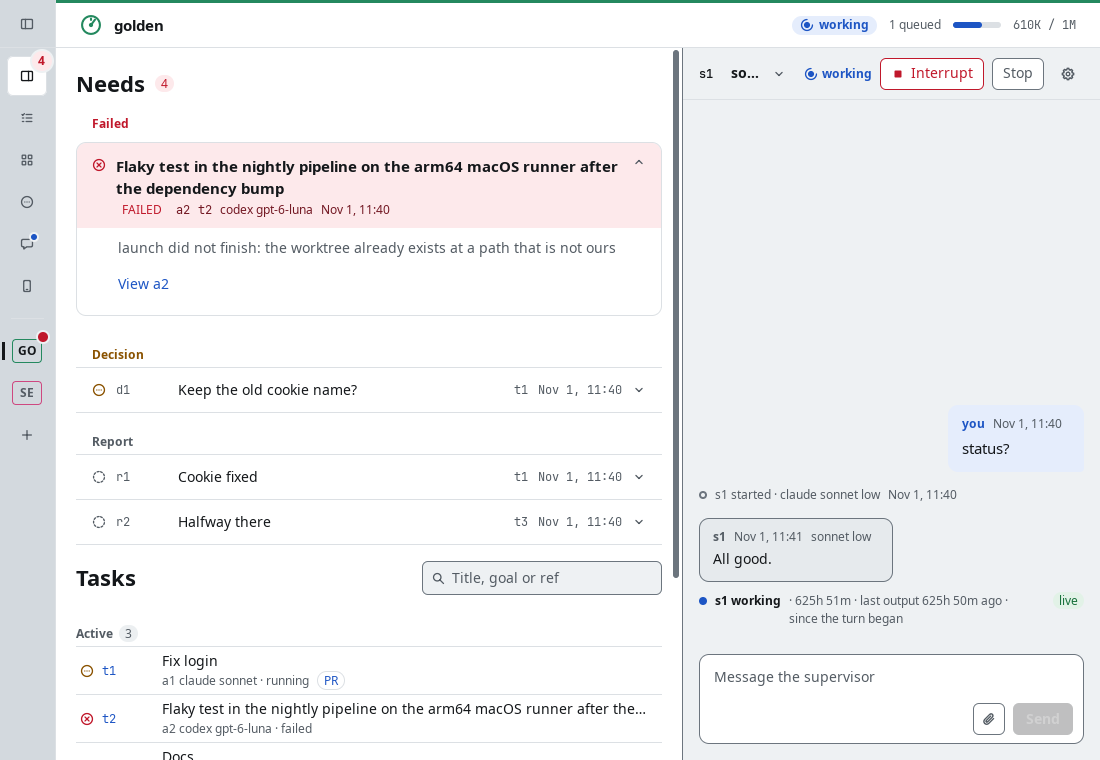 golden
working
1 queued
610K / 1M
4
GO
SE
Needs 4
Failed
Flaky test in the nightly pipeline on the arm64 macOS runner after
the dependency bump
FAILED a2 t2 codex gpt-6-luna Nov 1, 11:40
launch did not finish: the worktree already exists at a path that is not ours
View a2
Decision
d1 Keep the old cookie name? t1 Nov 1, 11:40
Report
r1 Cookie fixed t1 Nov 1, 11:40
r2 Halfway there t3 Nov 1, 11:40
Tasks
Title, goal or ref
Active 3
t1 Fix login
a1 claude sonnet · running PR
t2 Flaky test in the nightly pipeline on the arm64 macOS runner after the…
a2 codex gpt-6-luna · failed
Docs
s1 so… working Interrupt Stop
you Nov 1, 11:40
status?
s1 started · claude sonnet low Nov 1, 11:40
s1 Nov 1, 11:41 sonnet low
All good.
s1 working · 625h 51m · last output 625h 50m ago · live
since the turn began
Message the supervisor
Send